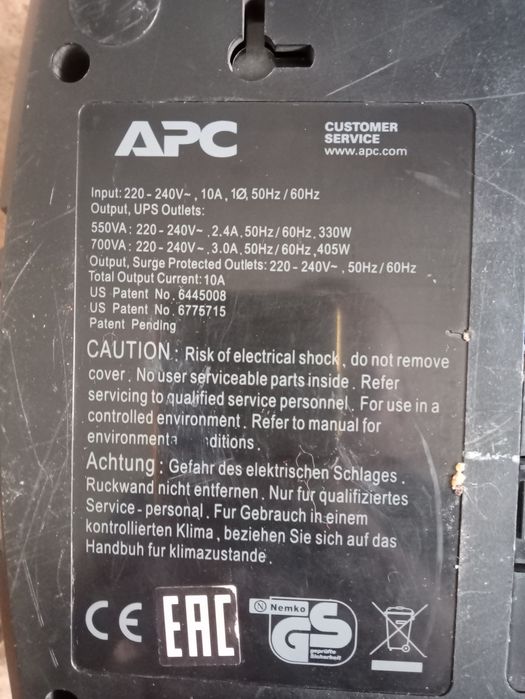 APC
CUSTOMER
SERVICE
www.apc.com
Input: 220 - 240V~ , 10A , 1Ø, 50Hz / 60Hz
Output, UPS Outlets:
550VA : 220 - 240V~ , 2.4A, 50Hz / 60Hz, 330W
700VA : 220 - 240V~ , 3.0A, 50Hz / 60Hz, 405W
Output, Surge Protected Outlets: 220 - 240V~ , 50Hz / 60Hz
Total Output Current: 10A
US Patent No. 6445008
US Patent No. 6775715
Patent Pending
CAUTION : Risk of electrical shock, do not remove
cover . No user serviceable parts inside . Refer
servicing to qualified service personnel . For use in a
controlled environment . Refer to manual for
ditions .
Achtung : Gefahr des elektrischen Schlages .
Ruckwand nicht entfernen . Nur fur qualifiziertes
Service - personal . Fur Gebrauch in einem
kontrollierten Klima , beziehen Sie sich auf das
Handbuh fur klimazustande .
CE
EAC
N Nemko
GS
geprüfte
Sicherheit